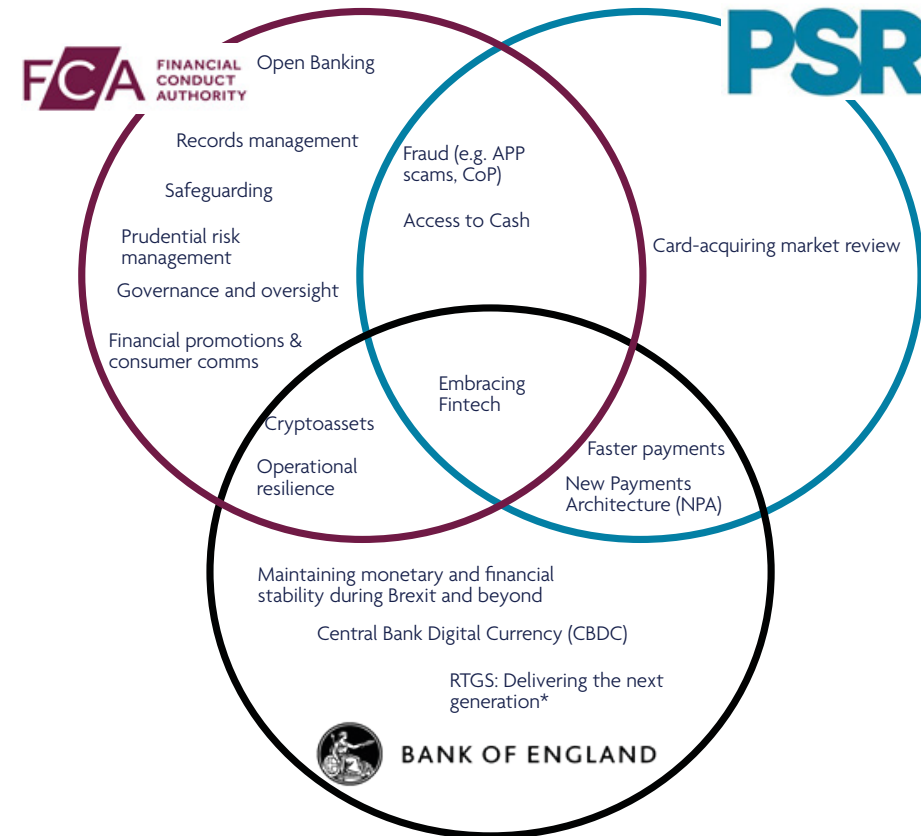 FCA
FINANCIAL
CONDUCT
AUTHORITY
PSR
Open Banking
Records management
Safeguarding
Prudential risk
management
Governance and oversight
Financial promotions &
consumer comms
Fraud (e.g. APP
scams, CoP)
Access to Cash
Card-acquiring market review
Embracing
Fintech
Cryptoassets
Operational
resilience
Faster payments
New Payments
Architecture (NPA)
Maintaining monetary and financial
stability during Brexit and beyond
Central Bank Digital Currency (CBDC)
RTGS: Delivering the next
generation*
BANK OF ENGLAND